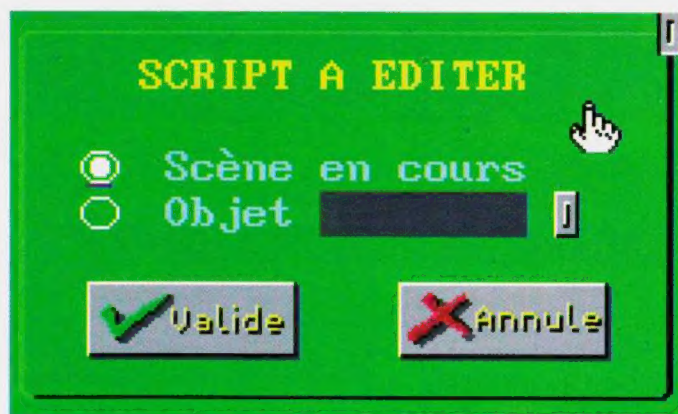 SCRIPT A EDITER
Scène en cours
Objet
Valide
Annule